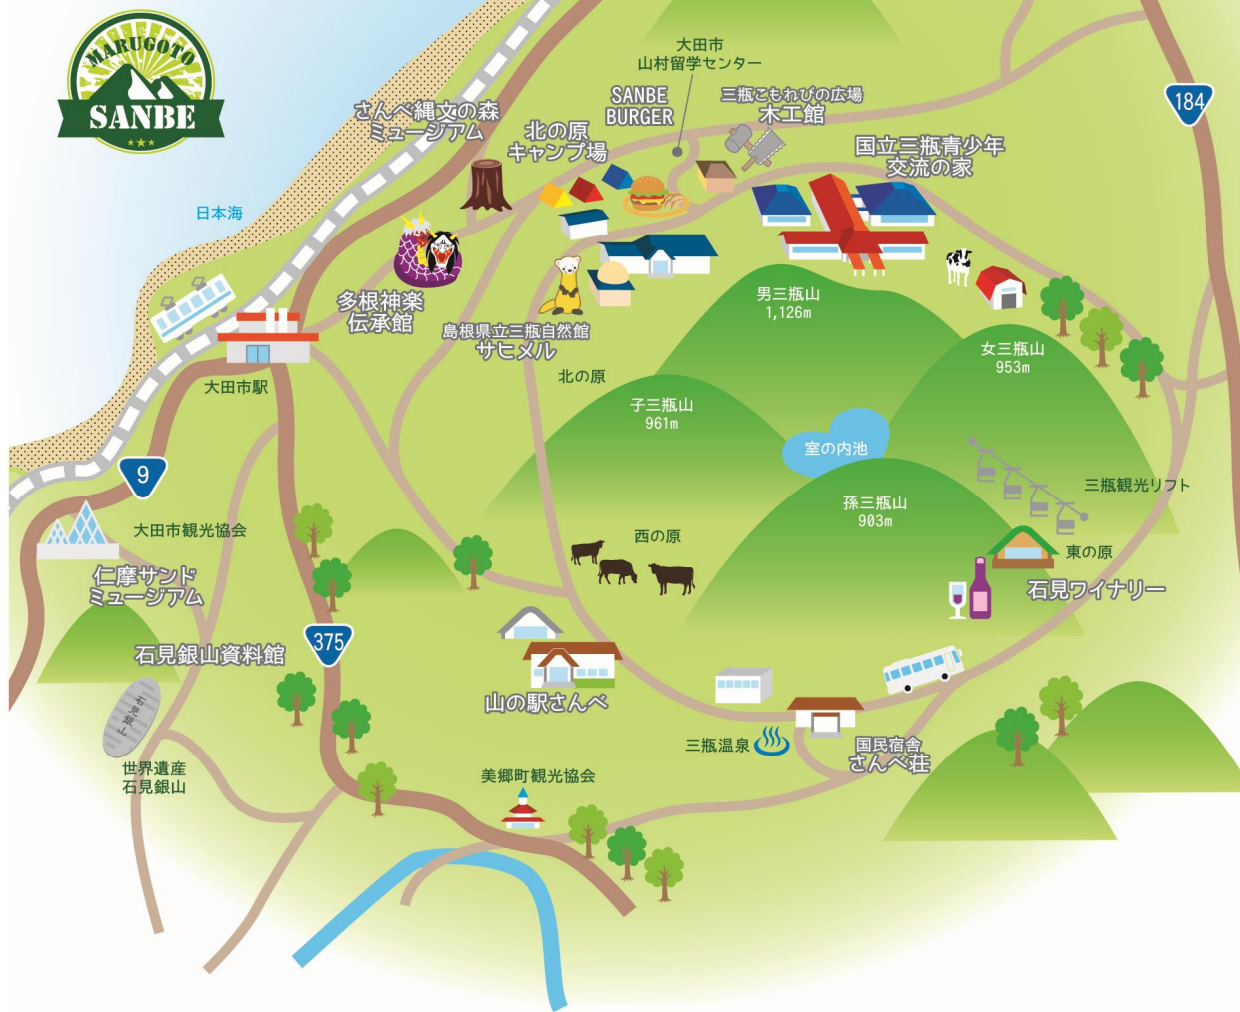 MARUGOTO
SANBE
大田市
山村留学センター
SANBE
BURGER
三瓶こもれびの広場
木工館
184
さんべ縄文の森
ミュージアム
北の原
キャンプ場
国立三瓶青少年
交流の家
日本海
多根神楽
伝承館
島根県立三瓶自然館
サヒメル
男三瓶山
1,126m
女三瓶山
953m
大田市駅
北の原
子三瓶山
961m
室の内池
9
三瓶観光リフト
孫三瓶山
903m
大田市観光協会
西の原
東の原
仁摩サンド
ミュージアム
石見ワイナリー
375
石見銀山資料館
石見銀山
山の駅さんべ
三瓶温泉
国民宿舎
さんべ荘
世界遺産
石見銀山
美郷町観光協会